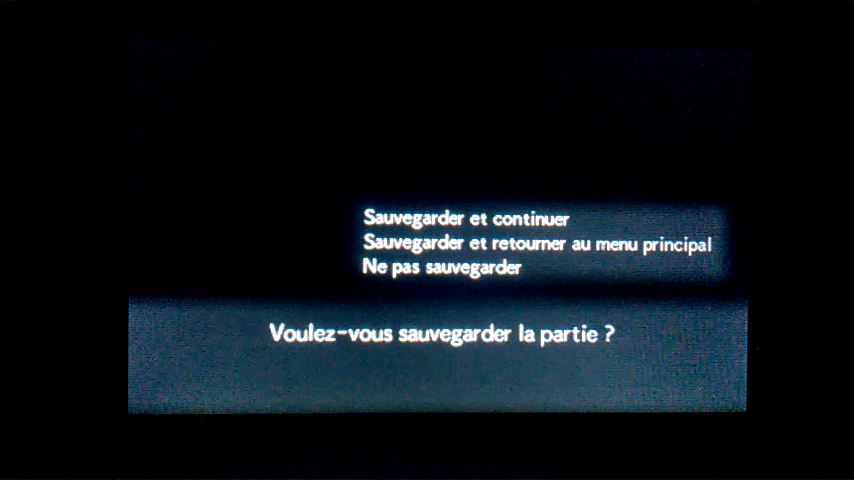 Sauvegarder et continuer
Sauvegarder et retourner au menu principal
Ne pas sauvegarder
Voulez-vous sauvegarder la partie ?